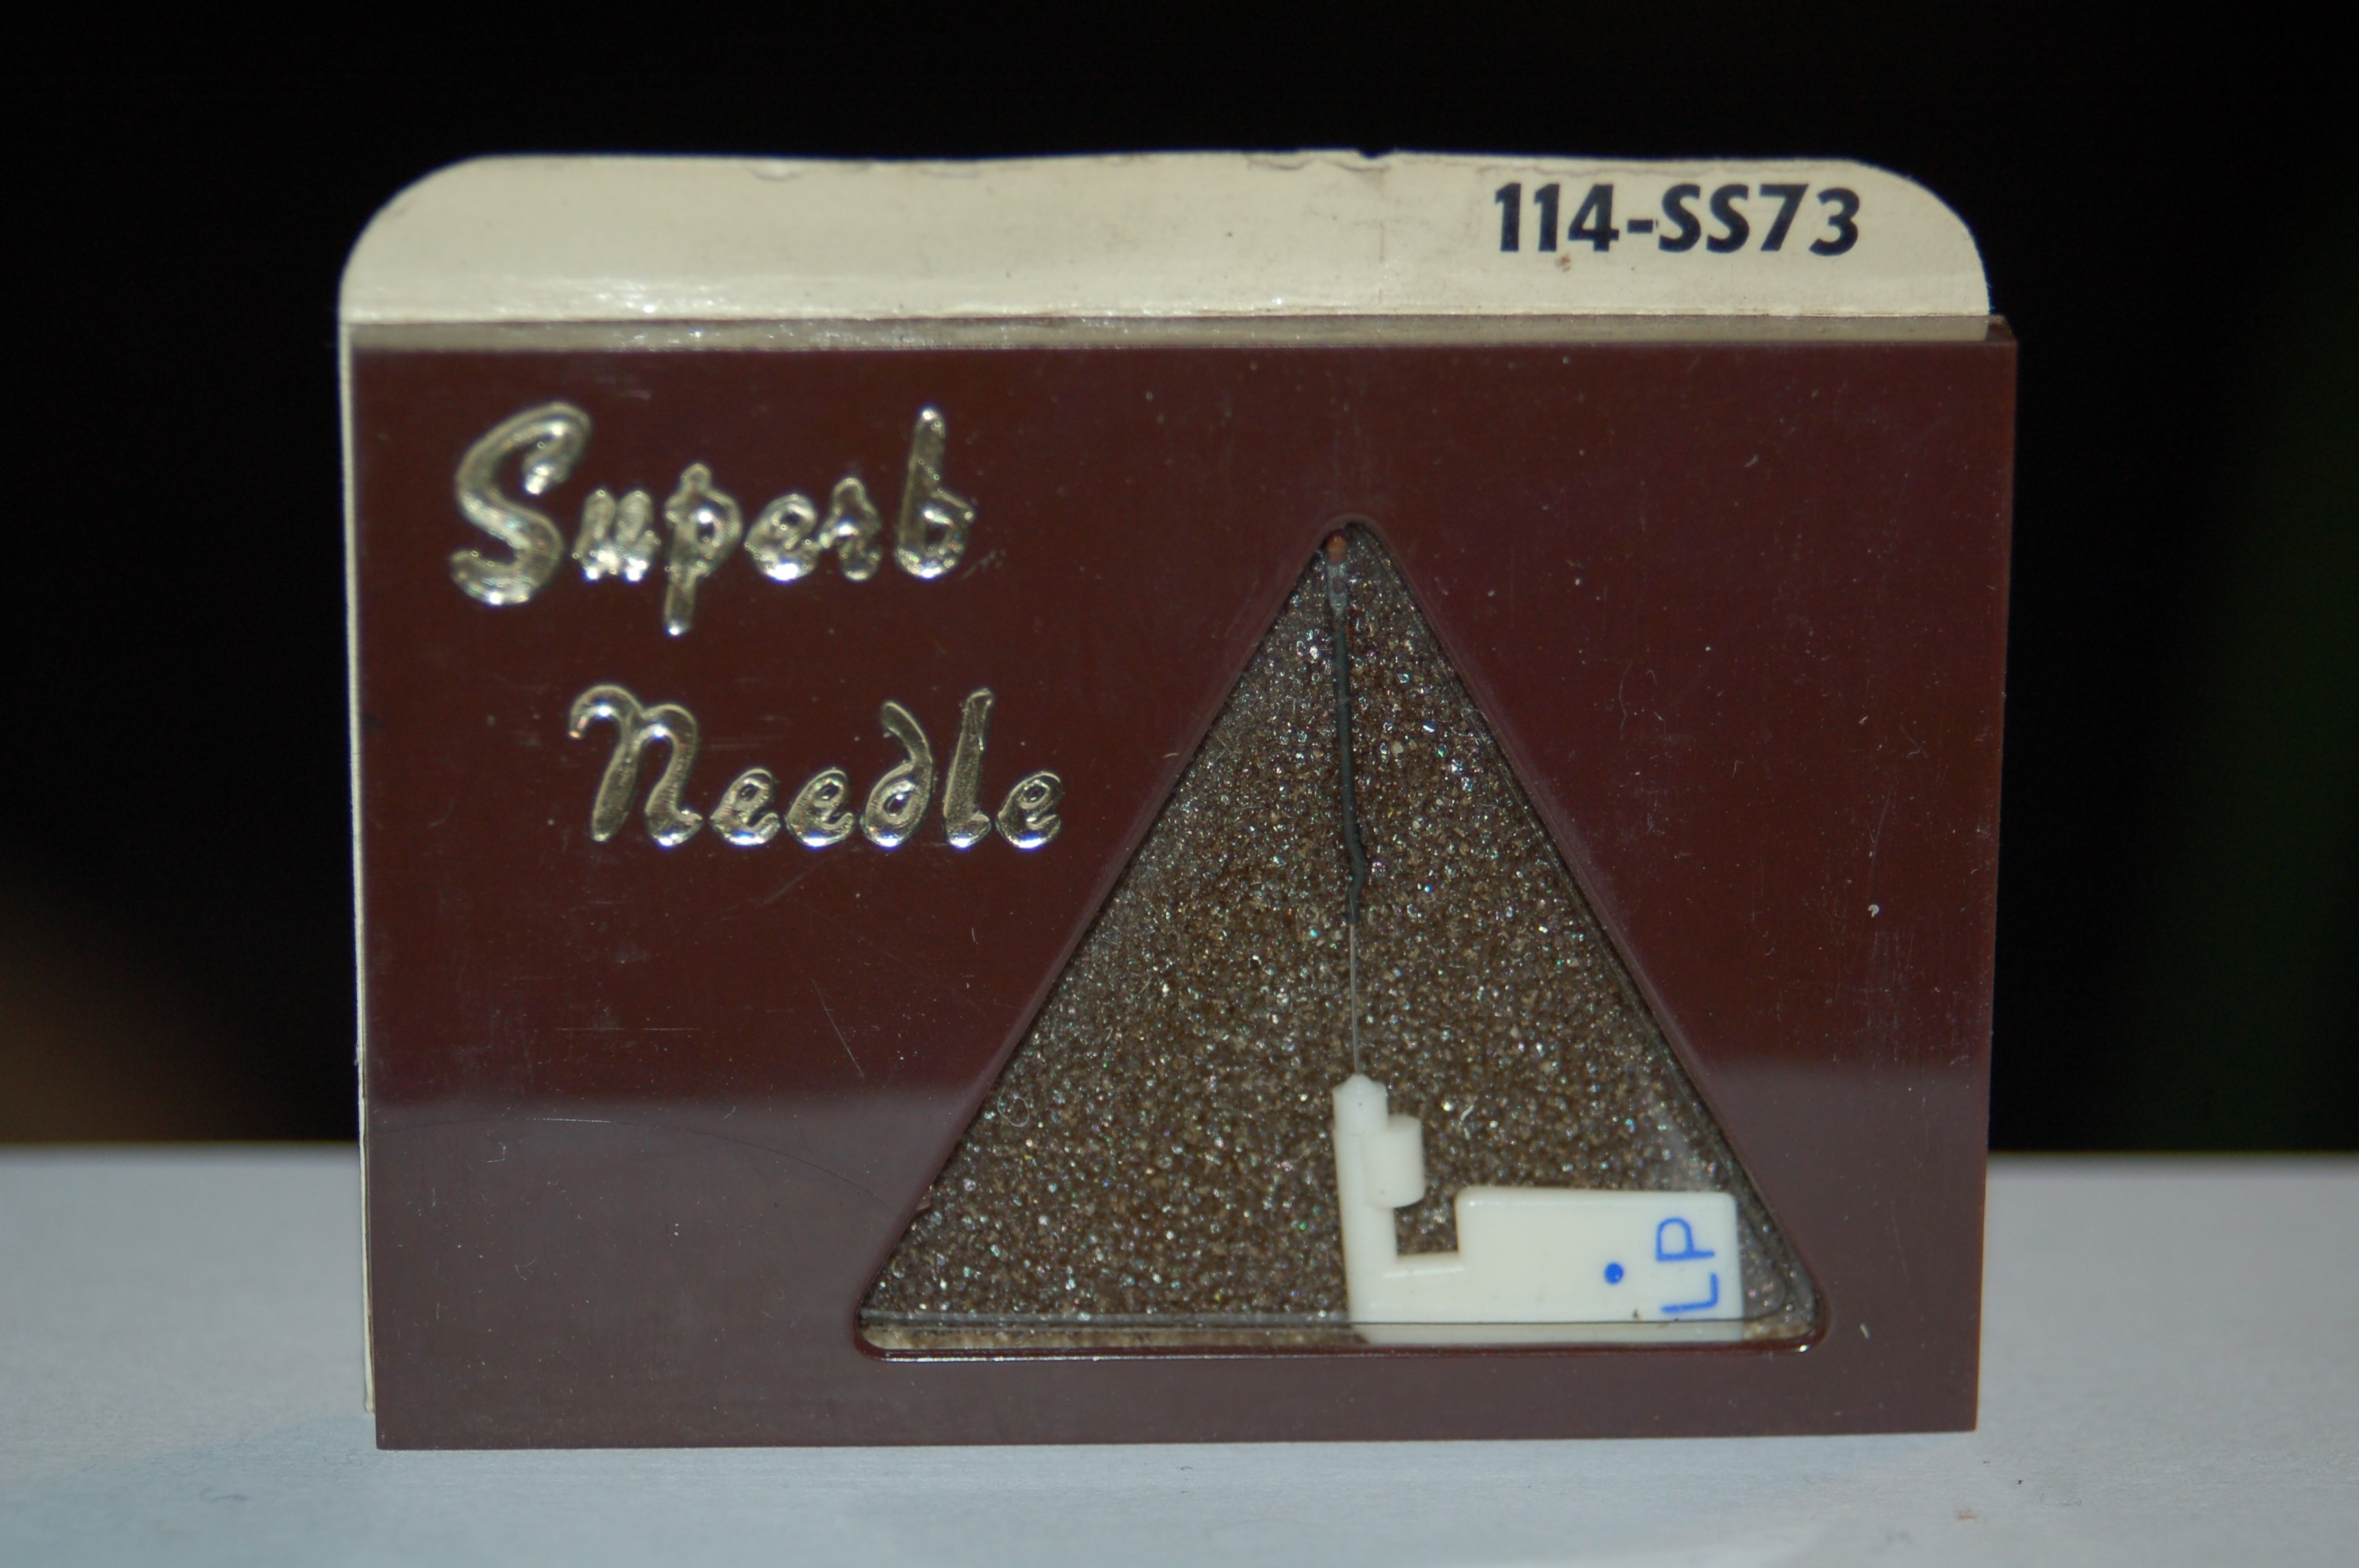 114-SS73
Superb
Needle
LP